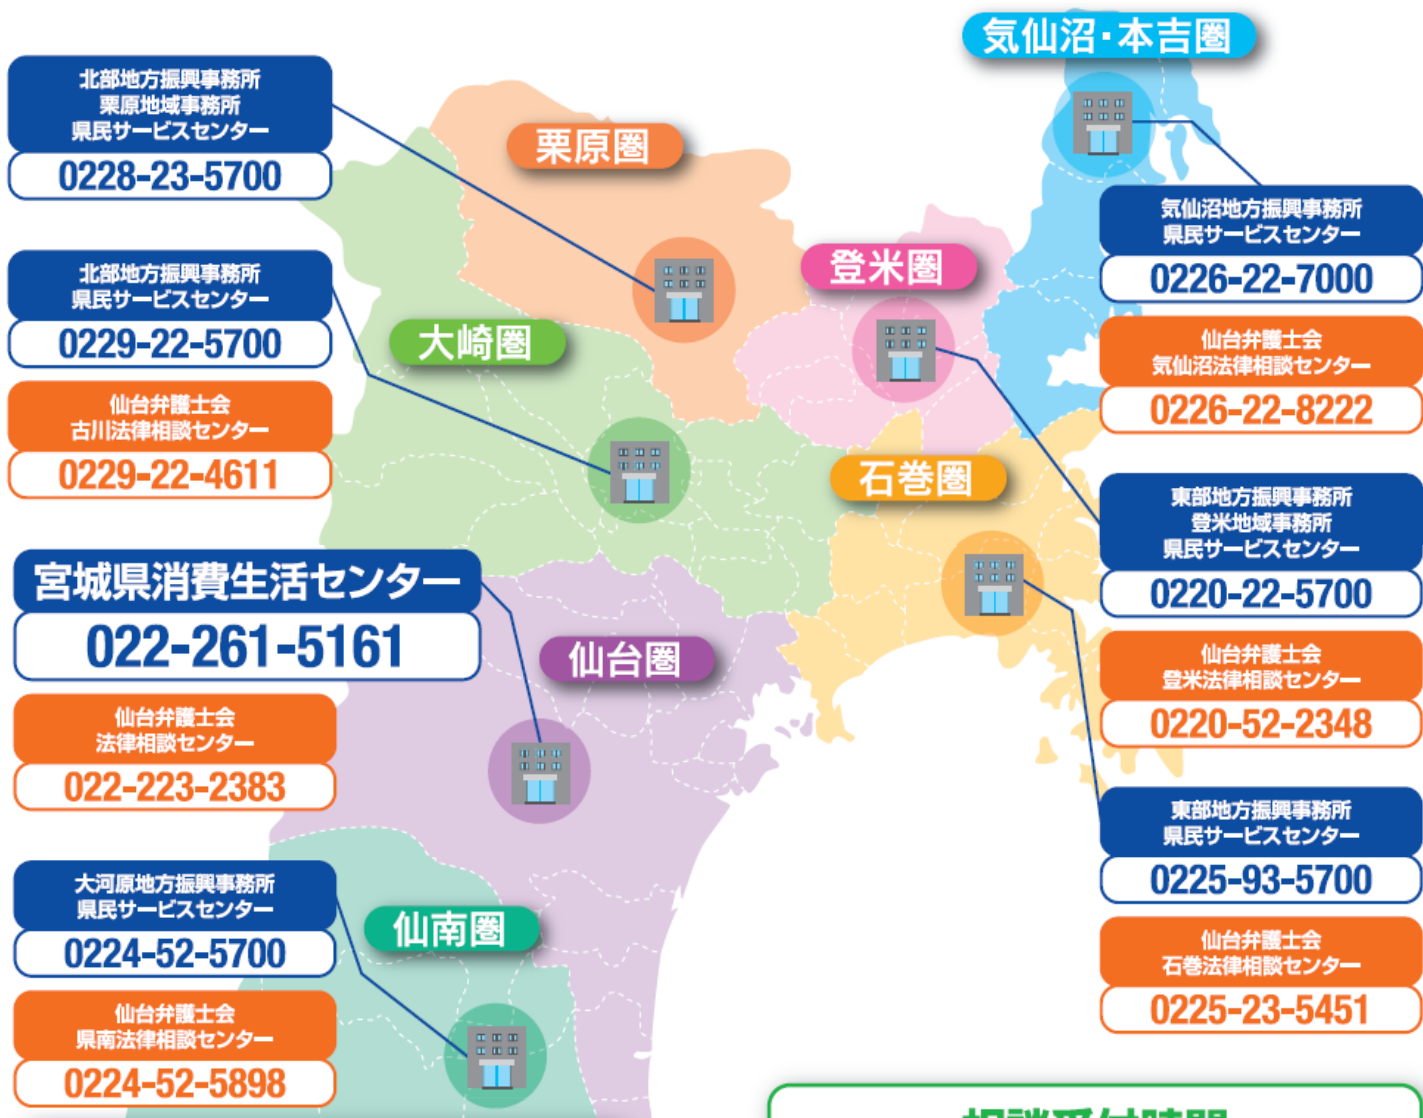 気仙沼・本吉圏
北部地方振興事務所
栗原地域事務所
県民サービスセンター
0228-23-5700
栗原圏
気仙沼地方振興事務所
県民サービスセンター
0226-22-7000
北部地方振興事務所
県民サービスセンター
0229-22-5700
登米圏
大崎圏
仙台弁護士会
気仙沼法律相談センター
0226-22-8222
仙台弁護士会
古川法律相談センター
0229-22-4611
石巻圏
東部地方振興事務所
登米地域事務所
県民サービスセンター
0220-22-5700
宮城県消費生活センター
022-261-5161
仙台圏
仙台弁護士会
登米法律相談センター
0220-52-2348
仙台弁護士会
法律相談センター
022-223-2383
東部地方振興事務所
県民サービスセンター
0225-93-5700
大河原地方振興事務所
県民サービスセンター
0224-52-5700
仙南圏
仙台弁護士会
石巻法律相談センター
0225-23-5451
仙台弁護士会
県南法律相談センター
0224-52-5898
相談受付時間